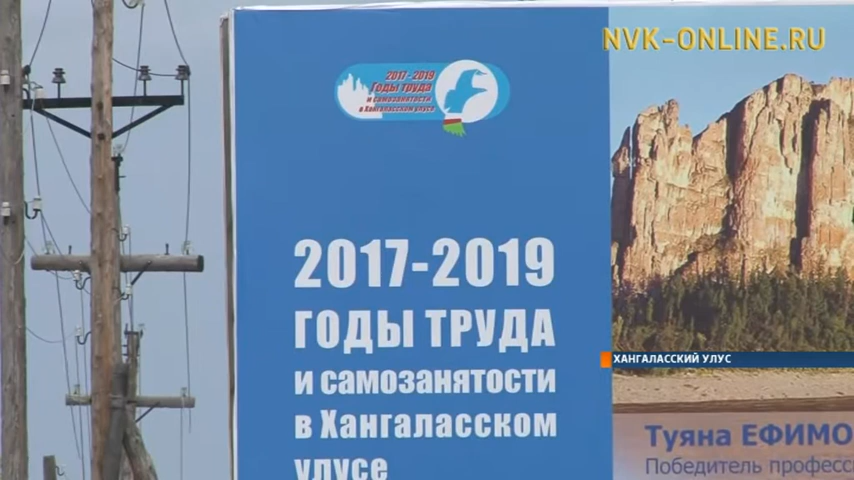 NVK-ONLINE.RU
2017 - 2019
Годы труда
и самозанятости
в Хангаласском улусе
2017-2019
ГОДЫ ТРУДА
и самозанятости
в Хангаласском
улусе
ХАНГАЛАССКИЙ УЛУС
Туяна
Победитель